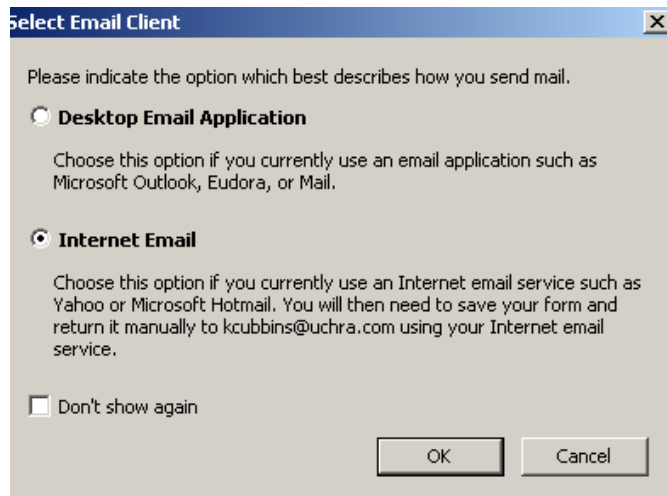 Select Email Client
Please indicate the option which best describes how you send mail.
Desktop Email Application
Choose this option if you currently use an email application such as
Microsoft Outlook, Eudora, or Mail.
Internet Email
Choose this option if you currently use an Internet email service such as
Yahoo or Microsoft Hotmail. You will then need to save your form and
return it manually to kcubbins@uchra.com using your Internet email
service.
Don't show again
OK
Cancel